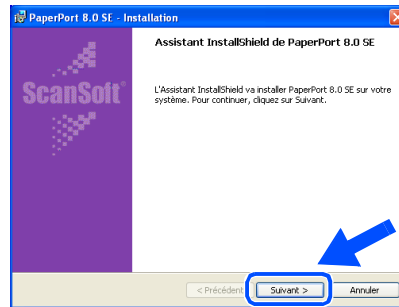 PaperPort 8.0 SE - Installation
Assistant InstallShield de PaperPort 8.0 SE
ScanSoft®
L'Assistant InstallShield va installer PaperPort 8.0 SE sur votre
système. Pour continuer, cliquez sur Suivant.
< Précédent
Suivant >
Annuler